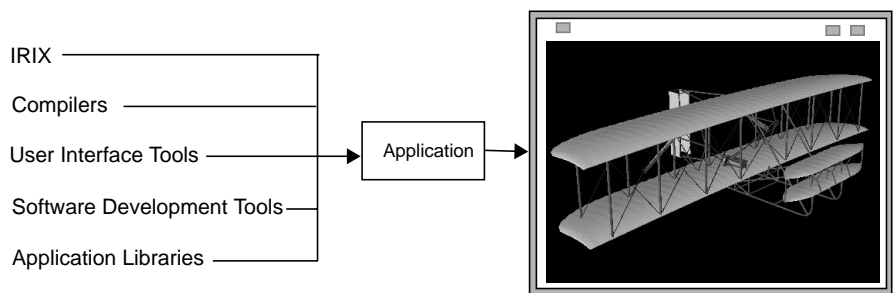 IRIX
Compilers
User Interface Tools
Software Development Tools
Application Libraries
Application